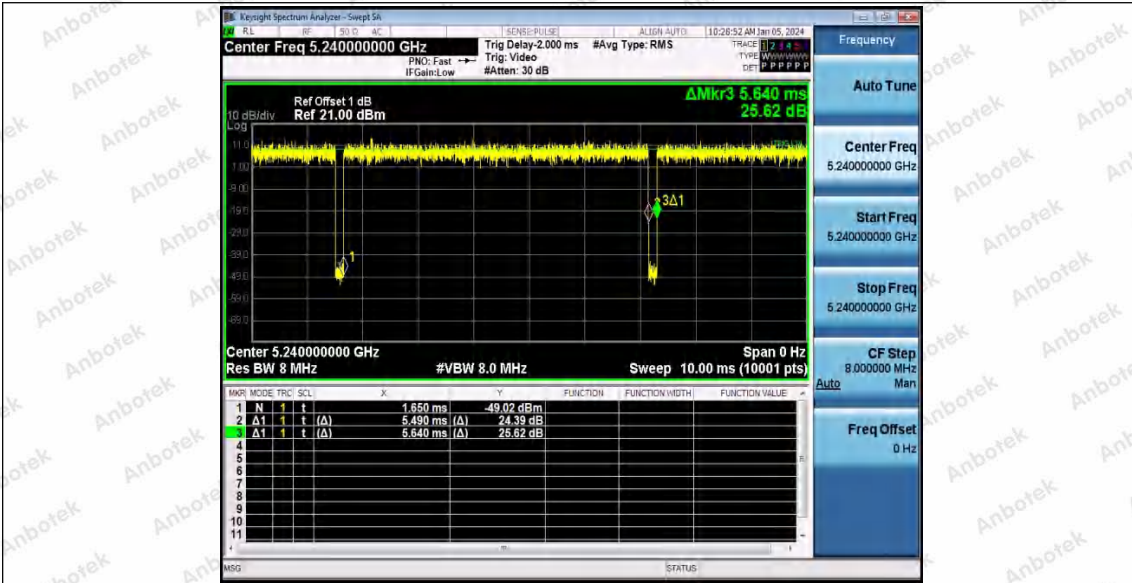 Keysight Spectrum Analyzer - Swept SA
RL RF 50 Ω AC SENSE:PULSE ALIGN AUTO 10:28:52 AM Jan 05, 2024
Center Freq 5.240000000 GHz
PNO: Fast
IFGain:Low
Trig Delay-2.000 ms
Trig: Video
#Atten: 30 dB
#Avg Type: RMS
TRACE 1 2 3 4 5
TYPE
DET P P P P P
ΔMkr3 5.640 ms
25.62 dB
Ref Offset 1 dB
10 dB/div Ref 21.00 dBm
Log
11.0
1.00
-9.00
-19.0
-29.0
-39.0
-49.0
-59.0
-69.0
1
3Δ1
Center 5.240000000 GHz Span 0 Hz
Res BW 8 MHz #VBW 8.0 MHz Sweep 10.00 ms (10001 pts)
MKR MODE TRC SCL X Y FUNCTION FUNCTION WIDTH FUNCTION VALUE
1 N 1 t 1.650 ms -49.02 dBm
2 Δ1 1 t (Δ) 5.490 ms (Δ) 24.39 dB
3 Δ1 1 t (Δ) 5.640 ms (Δ) 25.62 dB
4
5
6
7
8
9
10
11
MSG STATUS
Frequency
Auto Tune
Center Freq
5.240000000 GHz
Start Freq
5.240000000 GHz
Stop Freq
5.240000000 GHz
CF Step
8.000000 MHz
Auto Man
Freq Offset
0 Hz
Anbotek